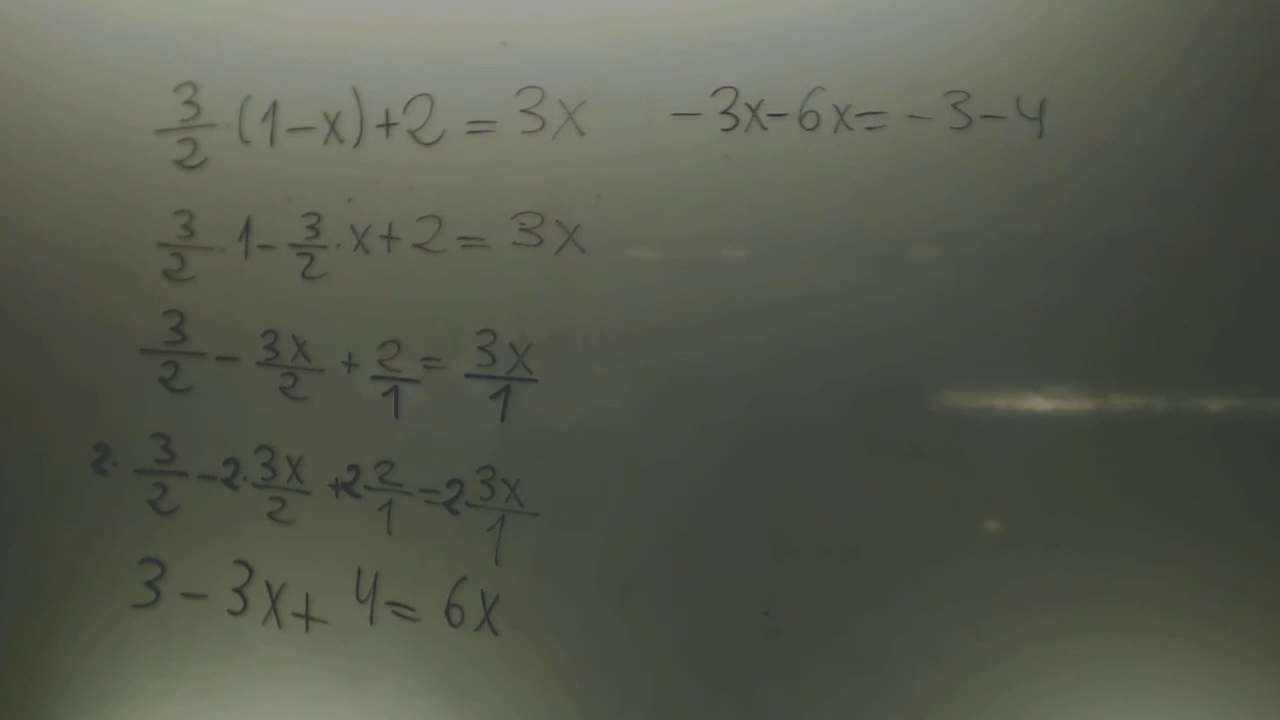 3/2 · (1-x)+2 = 3x
3/2 · 1 - 3/2 · x+2 = 3x
3/2 - 3x/2 + 2/1 = 3x/1
2· 3/2 -2· 3x/2 +2 2/1 =2 3x/1
3-3x+ 4= 6x
-3x-6x= -3-4